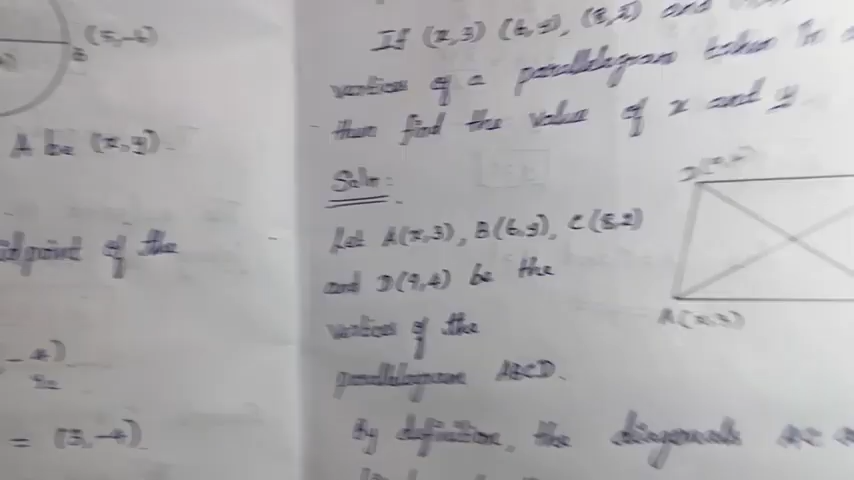 B (5,-4)
A be (x,y).
midpoint of the
= (3,-4)
If (x,3) (6,y), (8,2) and
vertices of a parallelogram taken in
then find the value of x and y
Soln:
Let A(x,3), B(6,y), C(8,2)
and D(9,4) be the
vertices of the
parallelogram ABCD.
A(x,3)
By definition, the diagonals AC